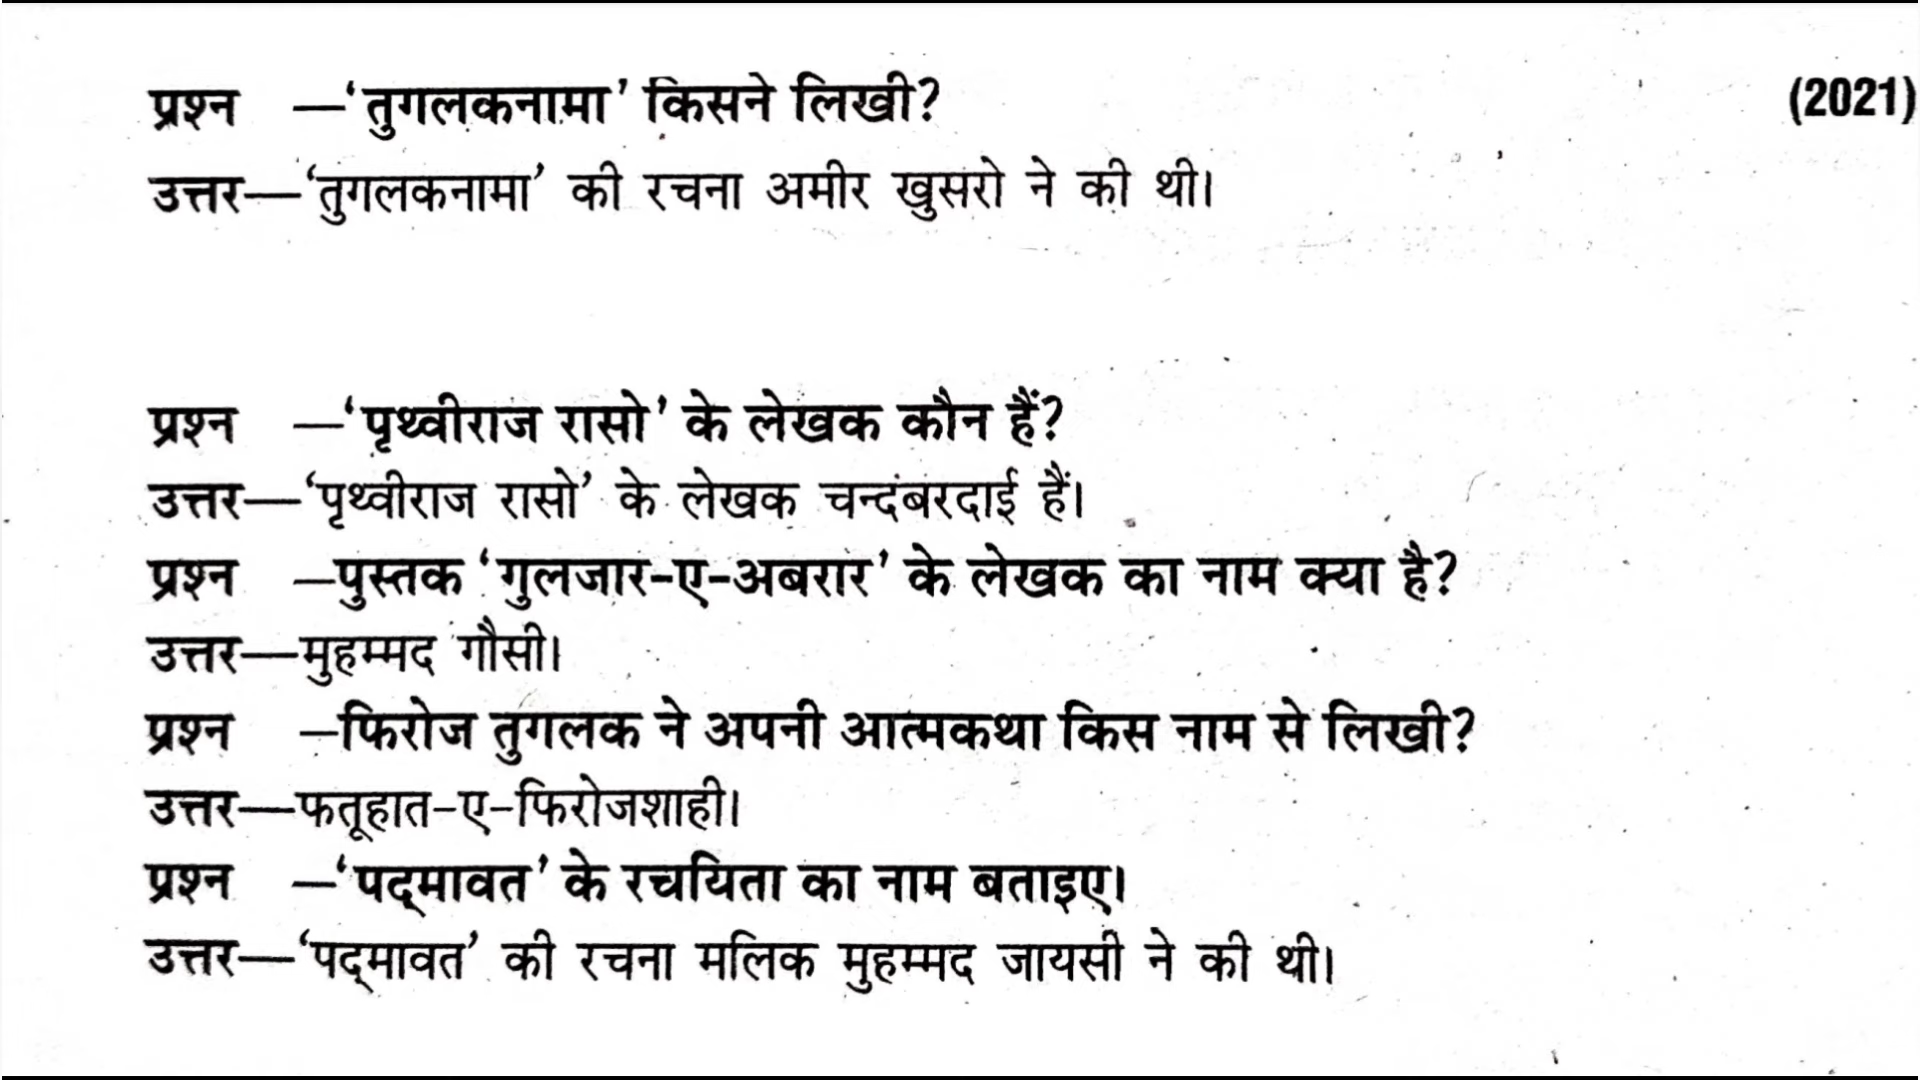 प्रश्न —‘तुगलकनामा’ किसने लिखी? (2021)
उत्तर—‘तुगलकनामा’ की रचना अमीर खुसरो ने की थी।
प्रश्न —‘पृथ्वीराज रासो’ के लेखक कौन हैं?
उत्तर—‘पृथ्वीराज रासो’ के लेखक चन्दबरदाई हैं।
प्रश्न —पुस्तक ‘गुलजार-ए-अबरार’ के लेखक का नाम क्या है?
उत्तर—मुहम्मद गौसी।
प्रश्न —फिरोज तुगलक ने अपनी आत्मकथा किस नाम से लिखी?
उत्तर—फतूहात-ए-फिरोजशाही।
प्रश्न —‘पद्‌मावत’ के रचयिता का नाम बताइए।
उत्तर—‘पद्‌मावत’ की रचना मलिक मुहम्मद जायसी ने की थी।